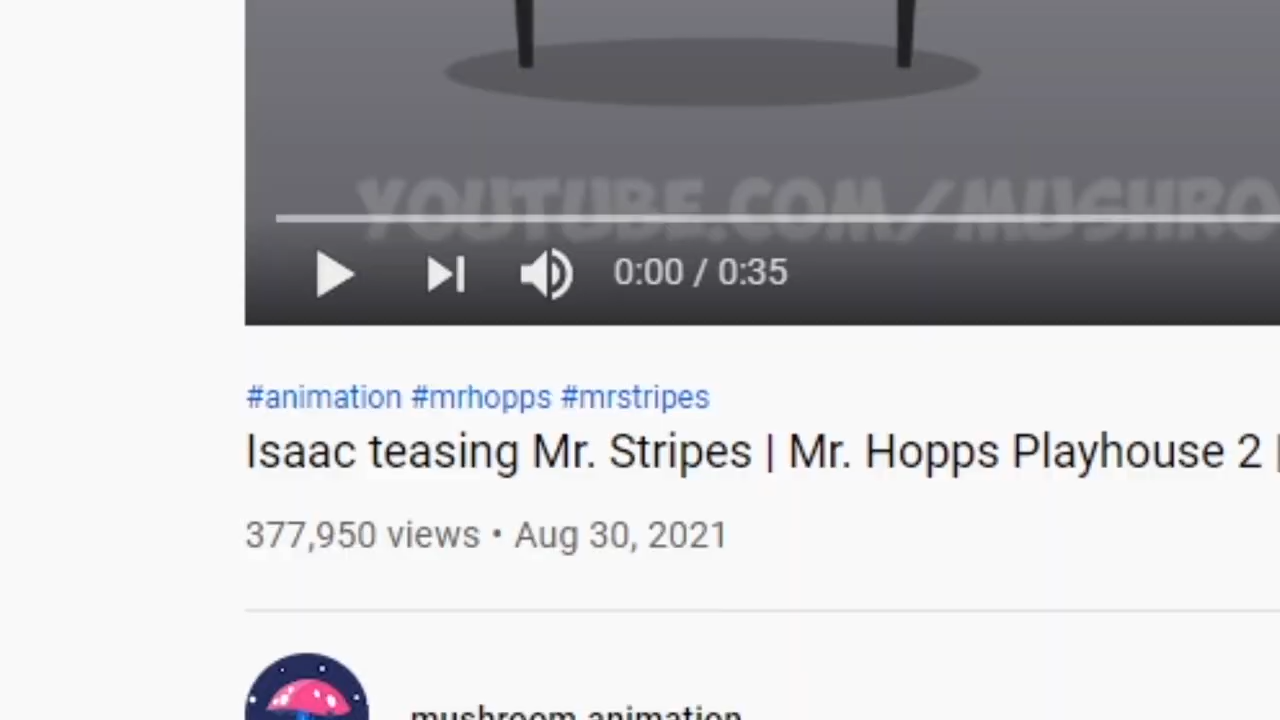 YOUTUBE.COM/MUSHRO
0:00 / 0:35
#animation #mrhopps #mrstripes
Isaac teasing Mr. Stripes | Mr. Hopps Playhouse 2 |
377,950 views • Aug 30, 2021
mushroom animation